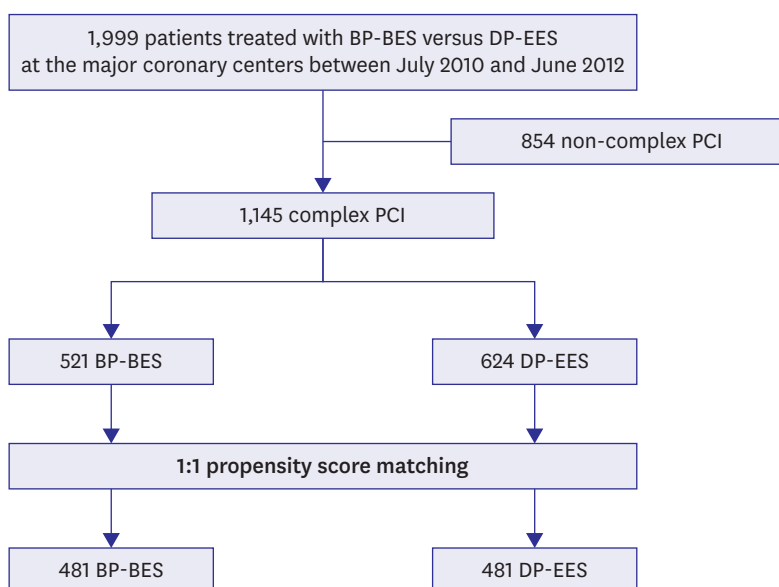 1,999 patients treated with BP-BES versus DP-EES
at the major coronary centers between July 2010 and June 2012
854 non-complex PCI
1,145 complex PCI
521 BP-BES
624 DP-EES
1:1 propensity score matching
481 BP-BES
481 DP-EES